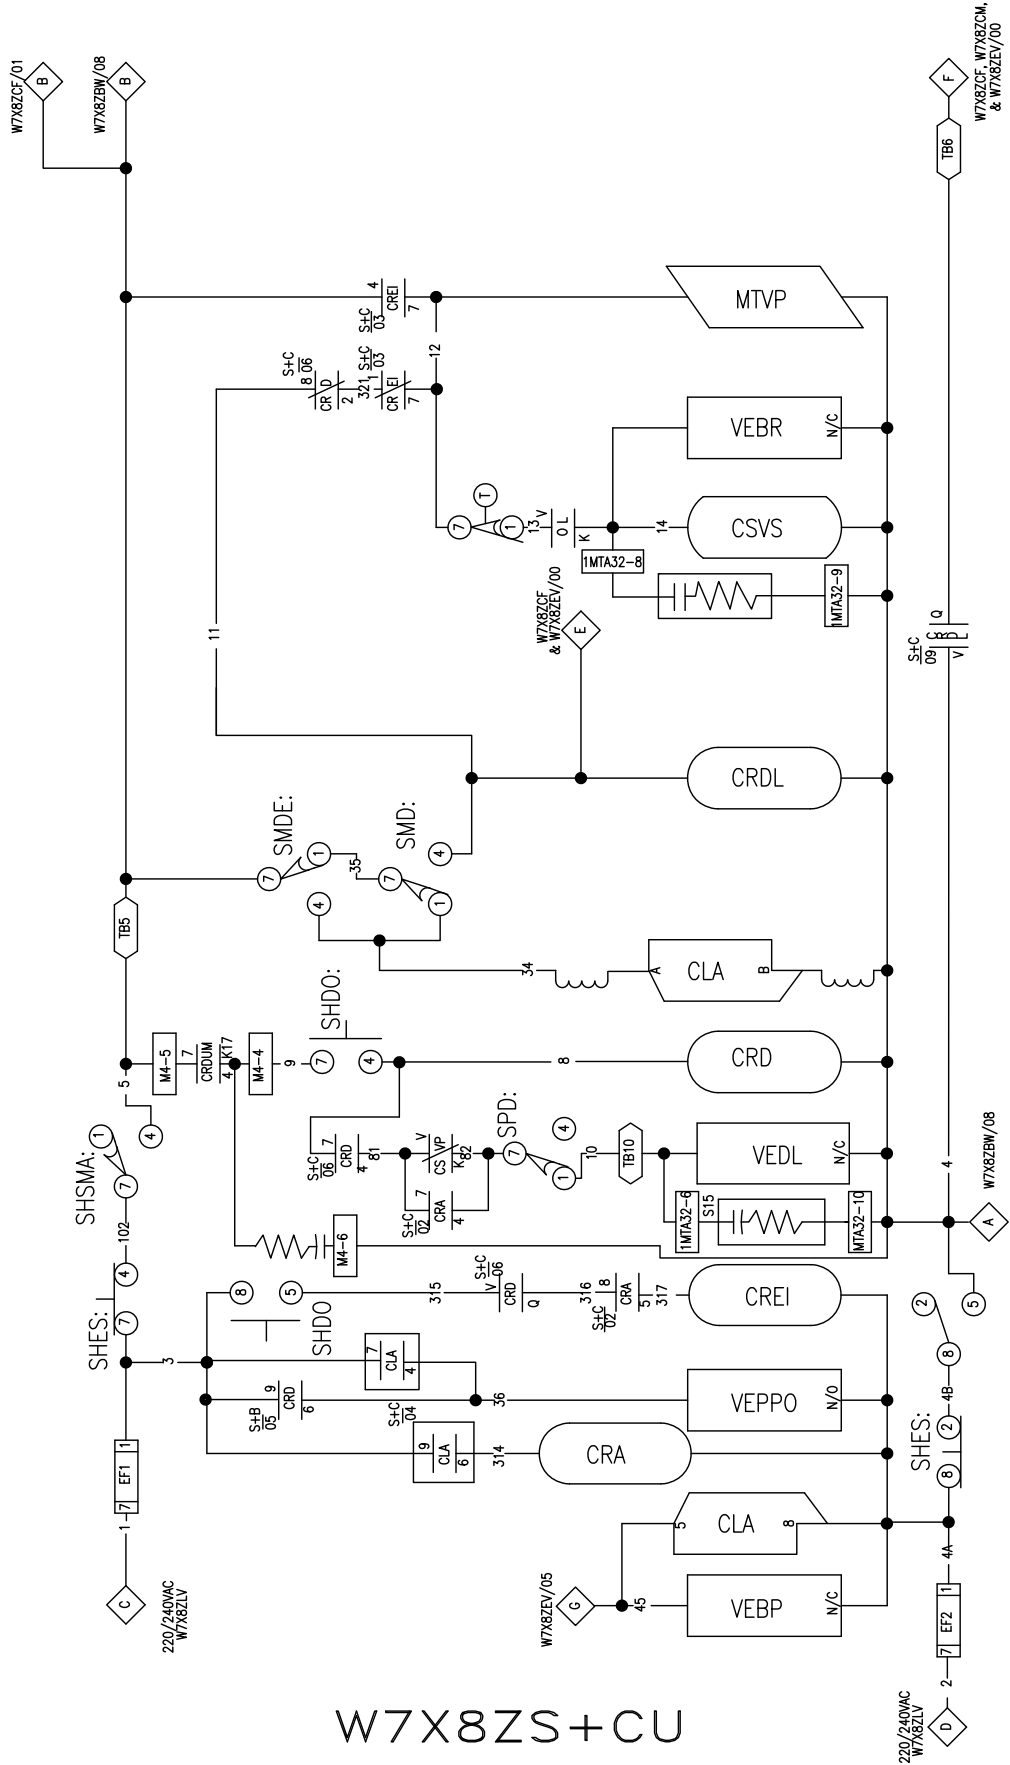 W7X8ZS+CU
220/240VAC
W7X8ZLV
C
1
7
EF1
1
3
SHES:
7
4
102
SHSMA:
7
1
4
5
TB5
W7X8ZBW/08
B
W7X8ZCF/01
B
S+B
05
9
CRD
6
9
CLA
6
314
CRA
7
CLA
4
S+C
04
36
VEPPO
N/O
8
5
SHDO
315
S+C
06
V
CRD
Q
316
S+C
02
8
CRA
5
317
CREI
W7X8ZEV/05
G
45
VEBP
N/C
5
CLA
8
M4-5
7
CRDUM
4
K17
M4-4
M4-6
9
SHDO:
7
4
8
CRD
S+C
06
7
CRD
4
81
V
CS VP
K
82
S+C
02
7
CRA
4
SPD:
7
4
1
10
TB10
VEDL
N/C
1MTA32-6
S15
MTA32-10
SMDE:
7
1
4
35
SMD:
7
4
1
34
A
CLA
B
CRDL
W7X8ZCF
& W7X8ZEV/00
E
11
S+C
06
8
CR D
2
321
S+C
03
1
CR EI
7
S+C
03
4
CREI
7
12
MTVP
7
T
1
13
V
OL
K
1MTA32-8
1MTA32-9
14
CSVS
VEBR
N/C
220/240VAC
W7X8ZLV
D
2
7
EF2
1
4A
SHES:
8
2
4B
8
2
5
W7X8ZBW/08
A
4
S+C
09
V
CRDL
Q
TB6
F
W7X8ZCF, W7X8ZCM,
& W7X8ZEV/00